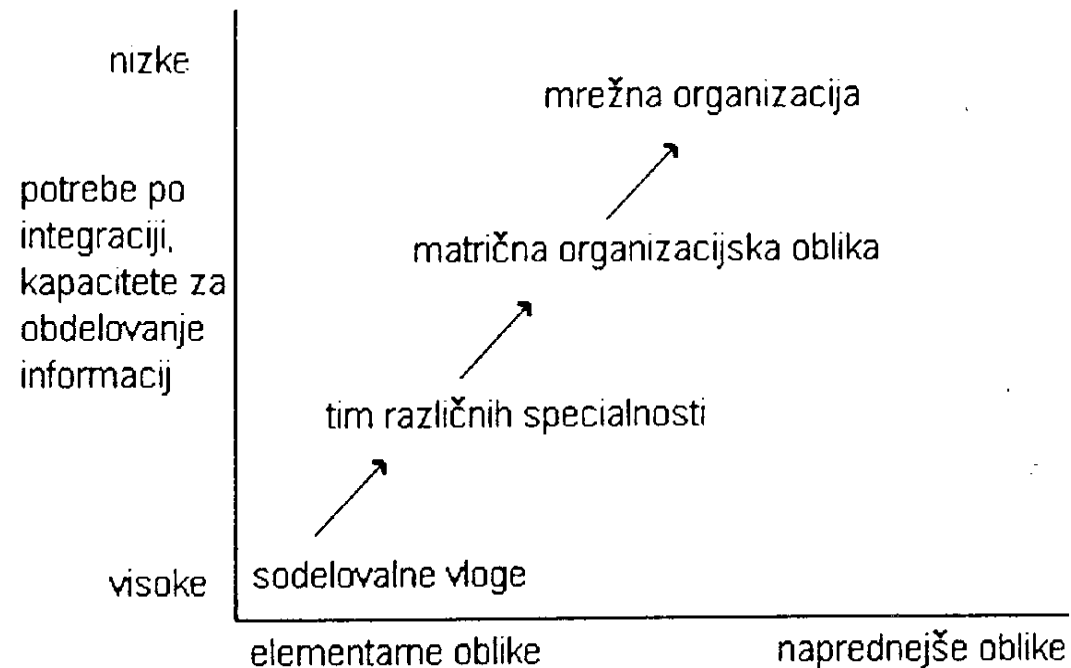 nizke
mrežna organizacija
potrebe po
integraciji,
kapacitete za
obdelovanje
informacij
matrična organizacijska oblika
tim različnih specialnosti
visoke
sodelovalne vloge
elementarne oblike
naprednejše oblike